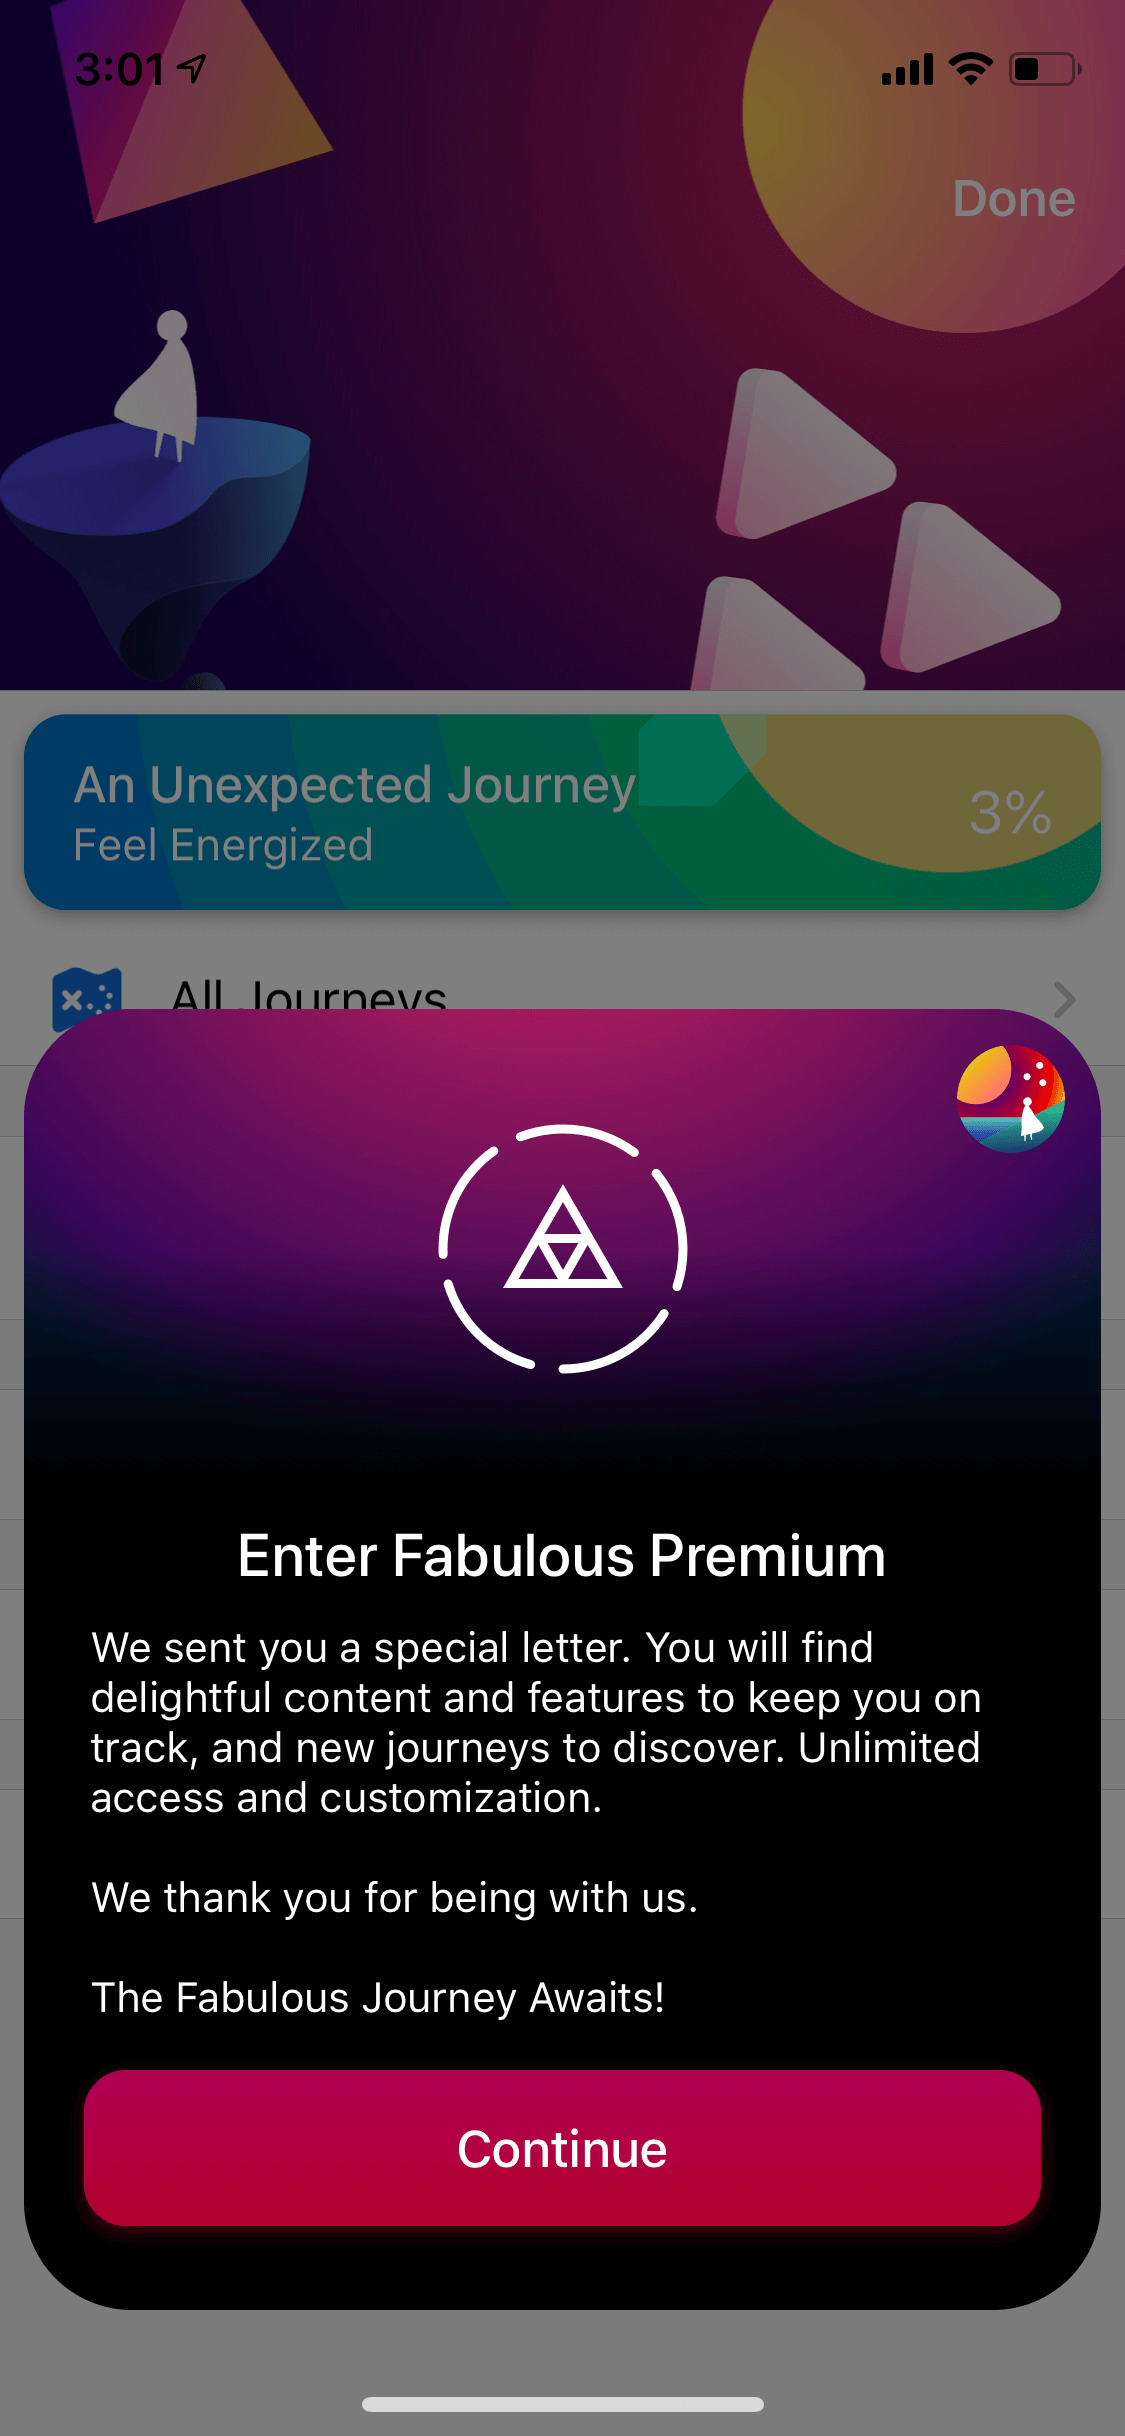 3:01
Done
An Unexpected Journey
Feel Energized
3%
All Journeys
Enter Fabulous Premium
We sent you a special letter. You will find
delightful content and features to keep you on
track, and new journeys to discover. Unlimited
access and customization.
We thank you for being with us.
The Fabulous Journey Awaits!
Continue